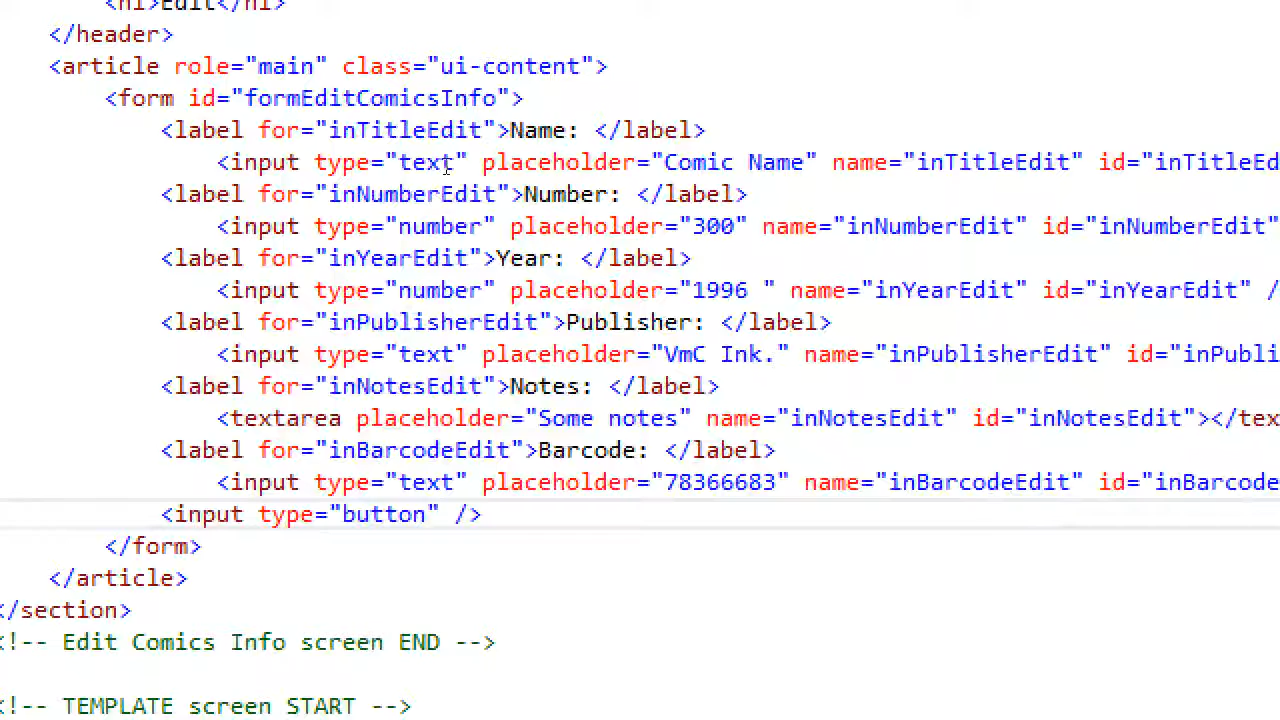 <h1>Edit</h1>
</header>
<article role="main" class="ui-content">
<form id="formEditComicsInfo">
<label for="inTitleEdit">Name: </label>
<input type="text" placeholder="Comic Name" name="inTitleEdit" id="inTitleEd
<label for="inNumberEdit">Number: </label>
<input type="number" placeholder="300" name="inNumberEdit" id="inNumberEdit"
<label for="inYearEdit">Year: </label>
<input type="number" placeholder="1996 " name="inYearEdit" id="inYearEdit" /
<label for="inPublisherEdit">Publisher: </label>
<input type="text" placeholder="VmC Ink." name="inPublisherEdit" id="inPubli
<label for="inNotesEdit">Notes: </label>
<textarea placeholder="Some notes" name="inNotesEdit" id="inNotesEdit"></tex
<label for="inBarcodeEdit">Barcode: </label>
<input type="text" placeholder="78366683" name="inBarcodeEdit" id="inBarcode
<input type="button" />
</form>
</article>
</section>
<!-- Edit Comics Info screen END -->
<!-- TEMPLATE screen START -->